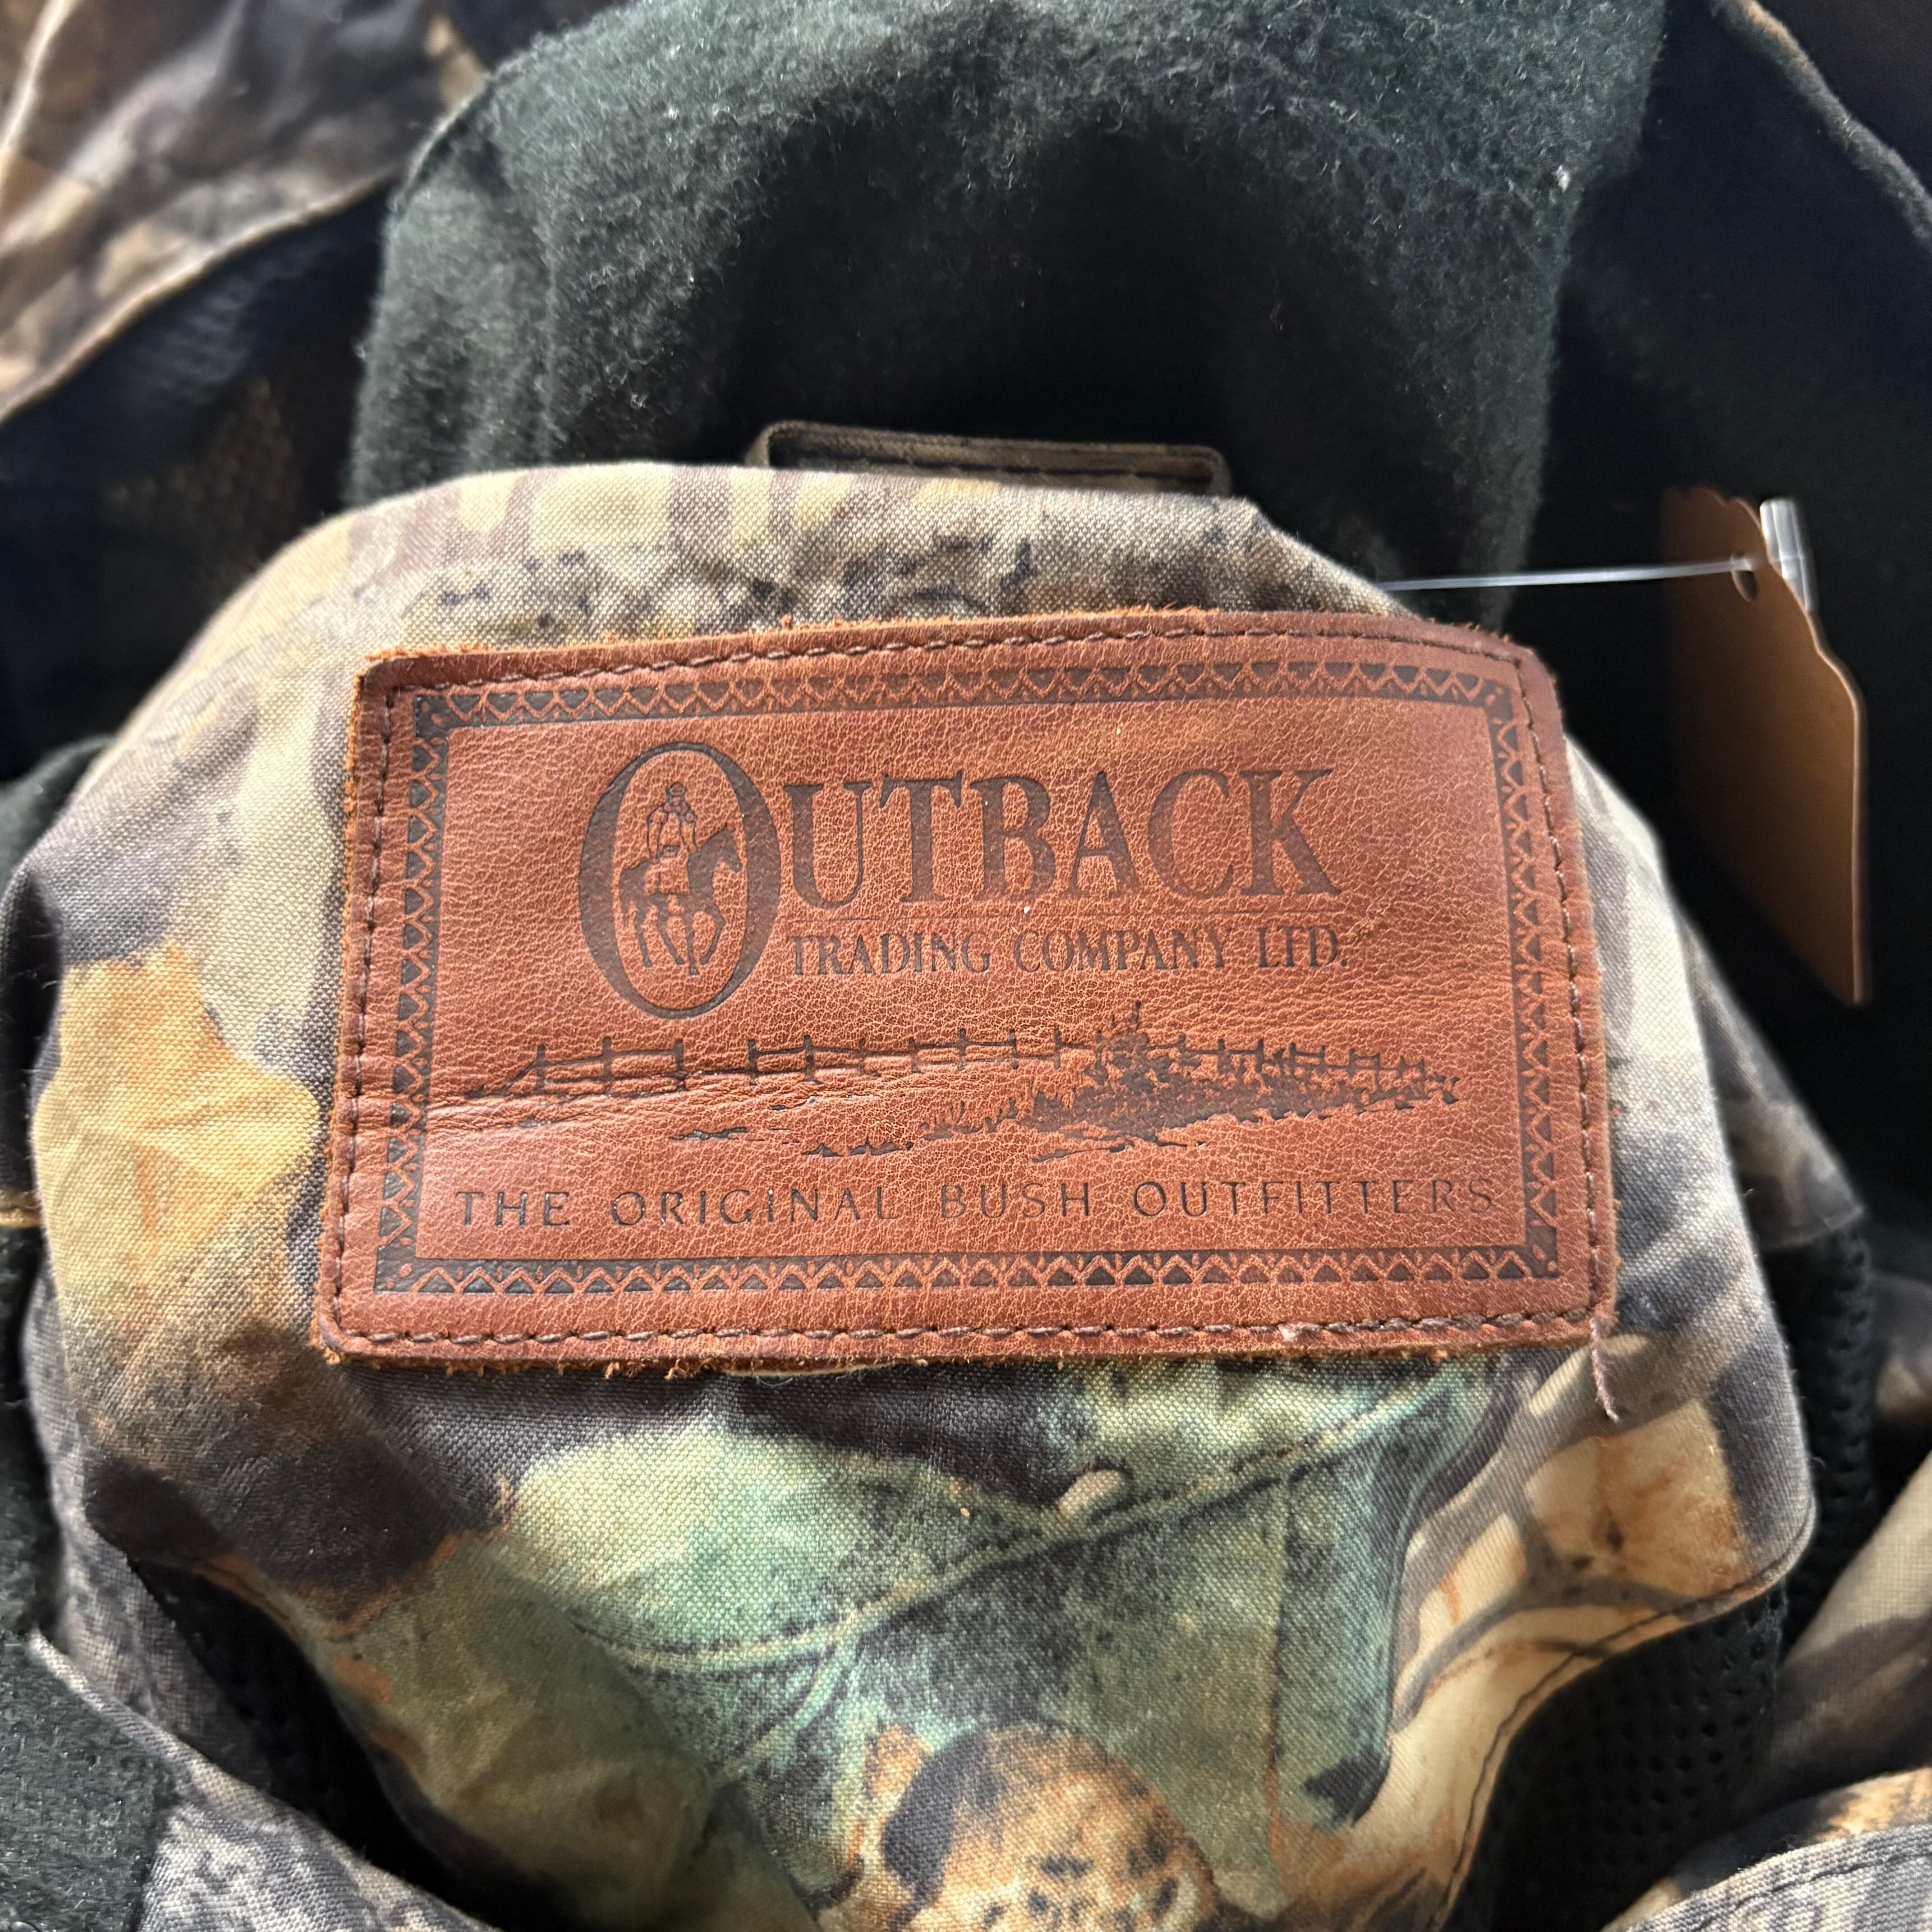 OUTBACK
TRADING COMPANY LTD.
THE ORIGINAL BUSH OUTFITTERS